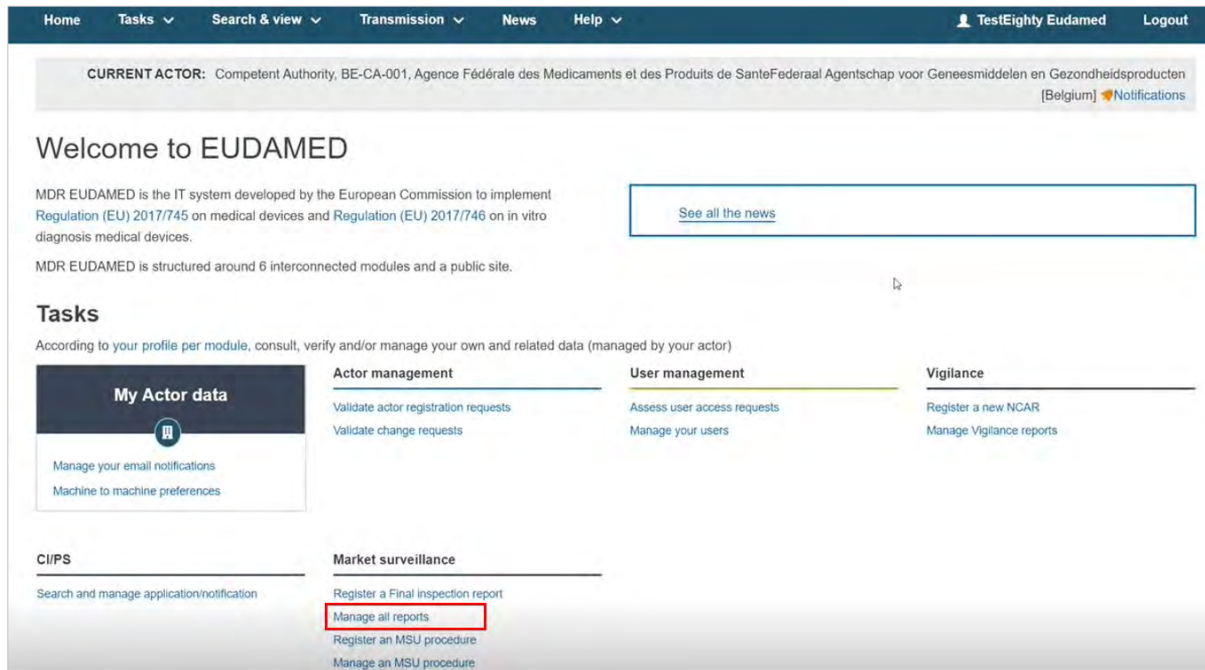 Home Tasks Search & view Transmission News Help TestEighty Eudamed Logout
CURRENT ACTOR: Competent Authority, BE-CA-001, Agence Fédérale des Medicaments et des Produits de SanteFederaal Agentschap voor Geneesmiddelen en Gezondheidsproducten
[Belgium] Notifications
Welcome to EUDAMED
MDR EUDAMED is the IT system developed by the European Commission to implement
Regulation (EU) 2017/745 on medical devices and Regulation (EU) 2017/746 on in vitro
diagnosis medical devices.
MDR EUDAMED is structured around 6 interconnected modules and a public site.
See all the news
Tasks
According to your profile per module, consult, verify and/or manage your own and related data (managed by your actor)
My Actor data
Manage your email notifications
Machine to machine preferences
Actor management
Validate actor registration requests
Validate change requests
User management
Assess user access requests
Manage your users
Vigilance
Register a new NCAR
Manage Vigilance reports
CI/PS
Search and manage application/notification
Market surveillance
Register a Final inspection report
Manage all reports
Register an MSU procedure
Manage an MSU procedure